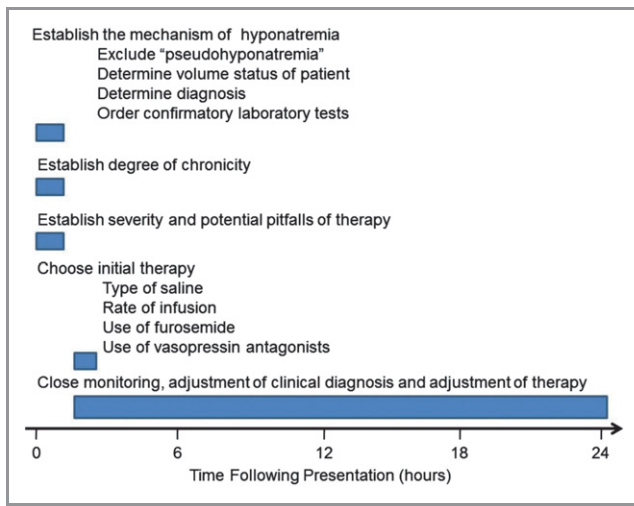 Establish the mechanism of hyponatremia
Exclude “pseudohyponatremia”
Determine volume status of patient
Determine diagnosis
Order confirmatory laboratory tests
Establish degree of chronicity
Establish severity and potential pitfalls of therapy
Choose initial therapy
Type of saline
Rate of infusion
Use of furosemide
Use of vasopressin antagonists
Close monitoring, adjustment of clinical diagnosis and adjustment of therapy
0 6 12 18 24
Time Following Presentation (hours)